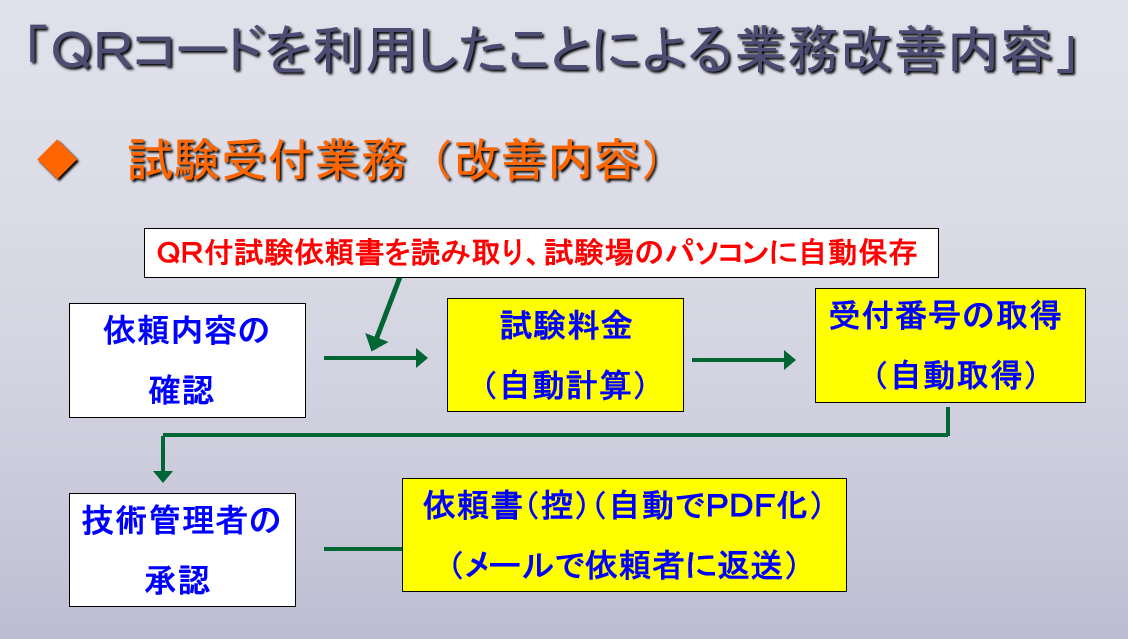 「QRコードを利用したことによる業務改善内容」
◆ 試験受付業務（改善内容）
QR付試験依頼書を読み取り、試験場のパソコンに自動保存
依頼内容の
確認
試験料金
（自動計算）
受付番号の取得
（自動取得）
技術管理者の
承認
依頼書（控）（自動でPDF化）
（メールで依頼者に返送）